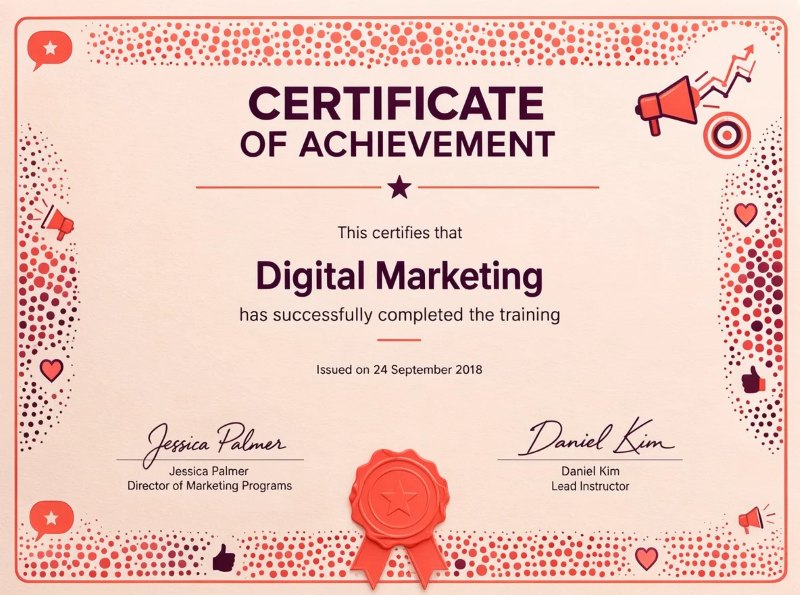 CERTIFICATE
OF ACHIEVEMENT
This certifies that
Digital Marketing
has successfully completed the training
Issued on 24 September 2018
Jessica Palmer
Jessica Palmer
Director of Marketing Programs
Daniel Kim
Daniel Kim
Lead Instructor